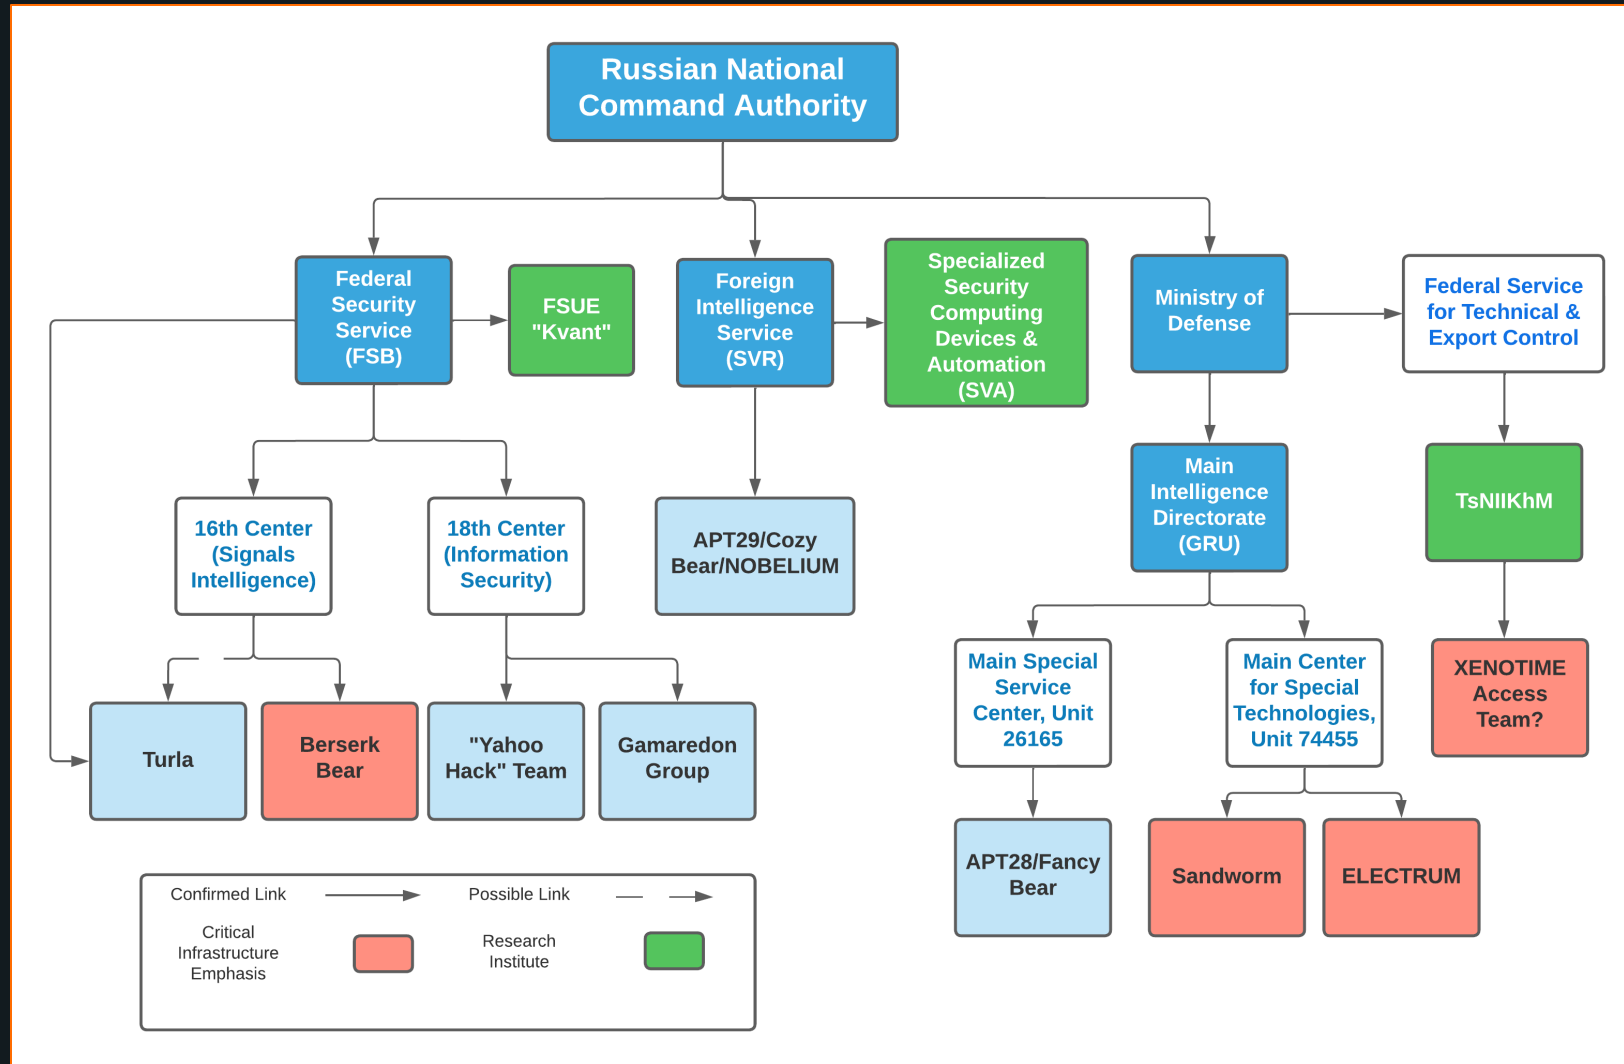 Russian National
Command Authority
Federal
Security
Service
(FSB)
FSUE
"Kvant"
Foreign
Intelligence
Service
(SVR)
Specialized
Security
Computing
Devices &
Automation
(SVA)
Ministry of
Defense
Federal Service
for Technical &
Export Control
16th Center
(Signals
Intelligence)
18th Center
(Information
Security)
APT29/Cozy
Bear/NOBELIUM
Main
Intelligence
Directorate
(GRU)
TsNIIKhM
Main Special
Service
Center, Unit
26165
Main Center
for Special
Technologies,
Unit 74455
XENOTIME
Access
Team?
Turla
Berserk
Bear
"Yahoo
Hack" Team
Gamaredon
Group
APT28/Fancy
Bear
Sandworm
ELECTRUM
Confirmed Link
Possible Link
Critical
Infrastructure
Emphasis
Research
Institute